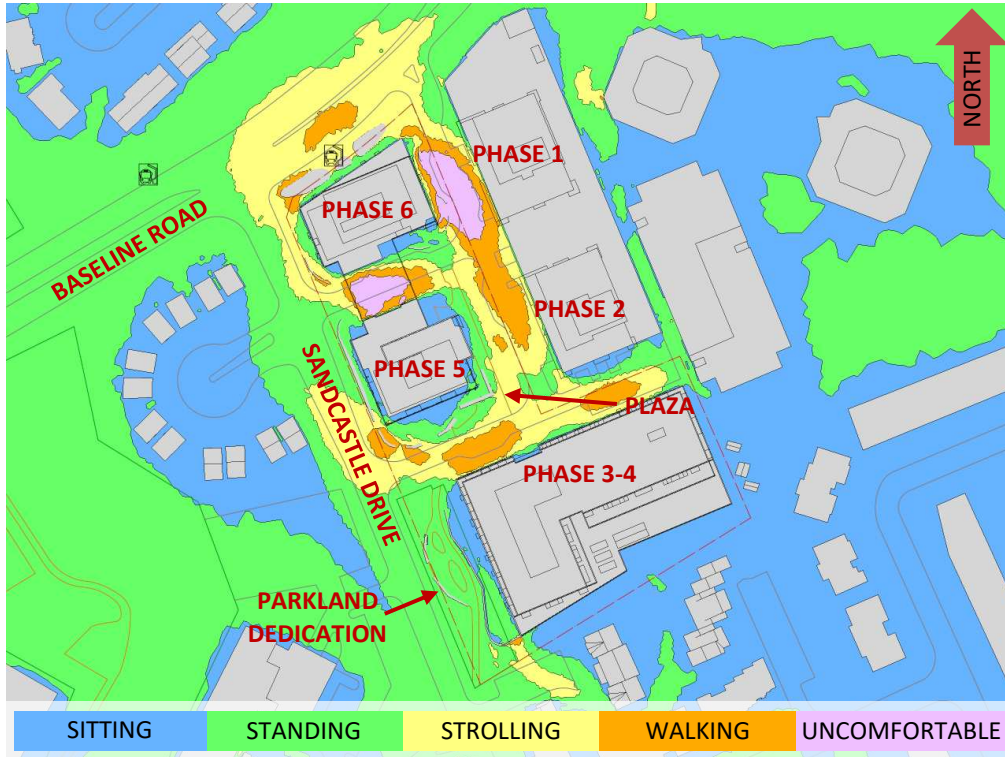 NORTH
PHASE 1
PHASE 6
BASELINE ROAD
PHASE 2
SANDCASTLE DRIVE
PHASE 5
PLAZA
PHASE 3-4
PARKLAND
DEDICATION
SITTING
STANDING
STROLLING
WALKING
UNCOMFORTABLE